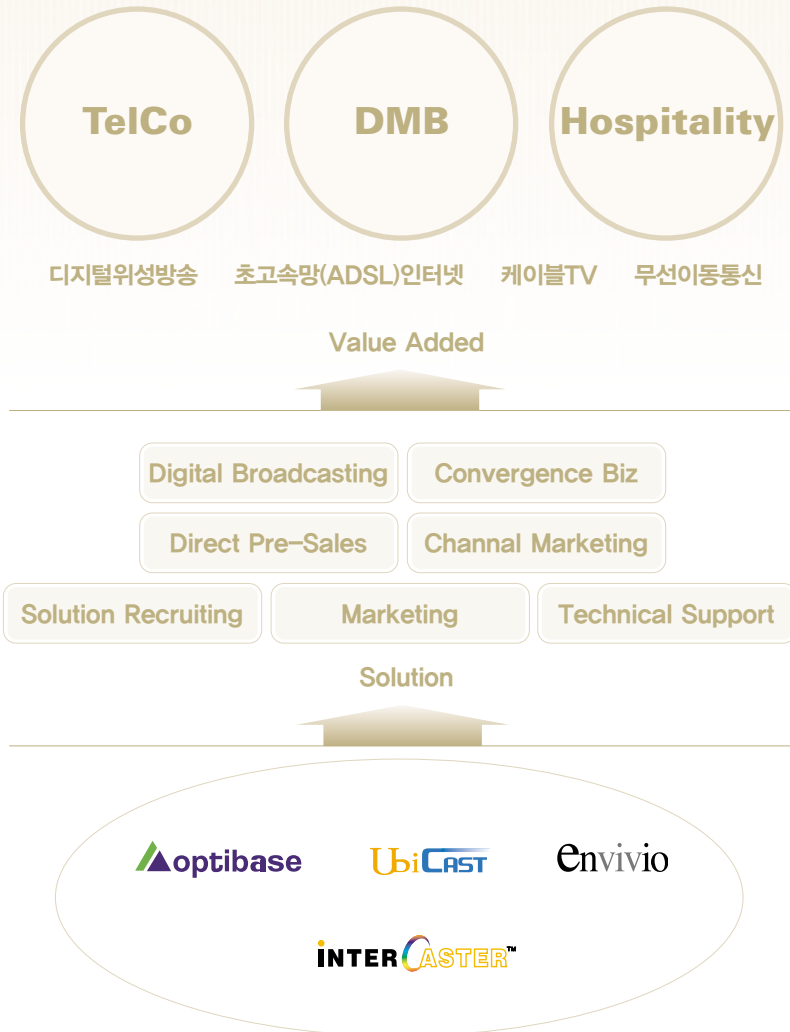 TelCo DMB Hospitality
디지털위성방송 초고속망(ADSL)인터넷 케이블TV 무선이동통신
Value Added
Digital Broadcasting Convergence Biz
Direct Pre-Sales Channal Marketing
Solution Recruiting Marketing Technical Support
Solution
optibase UbiCAST envivio
iNTERCASTER™